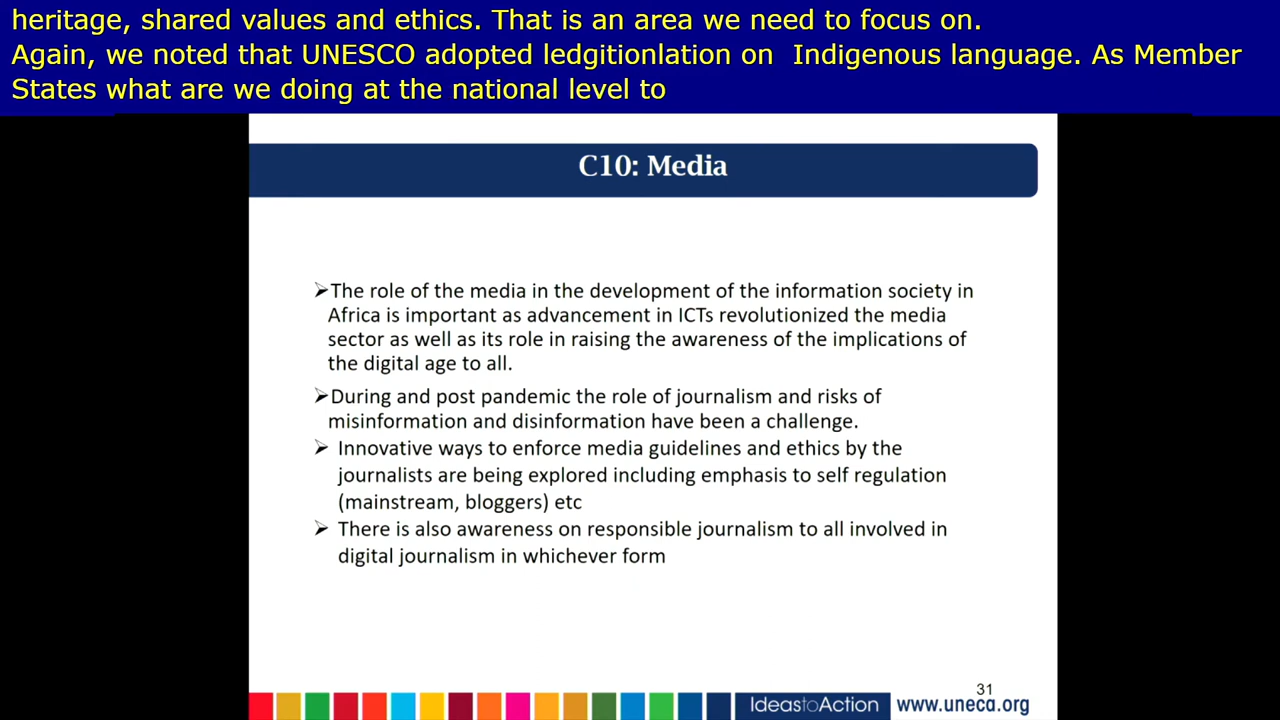 heritage, shared values and ethics. That is an area we need to focus on.
Again, we noted that UNESCO adopted ledgitionlation on  Indigenous language. As Member
States what are we doing at the national level to
C10: Media
➢The role of the media in the development of the information society in
Africa is important as advancement in ICTs revolutionized the media
sector as well as its role in raising the awareness of the implications of
the digital age to all.
➢During and post pandemic the role of journalism and risks of
misinformation and disinformation have been a challenge.
➢ Innovative ways to enforce media guidelines and ethics by the
journalists are being explored including emphasis to self regulation
(mainstream, bloggers) etc
➢ There is also awareness on responsible journalism to all involved in
digital journalism in whichever form
31
IdeastoAction www.uneca.org